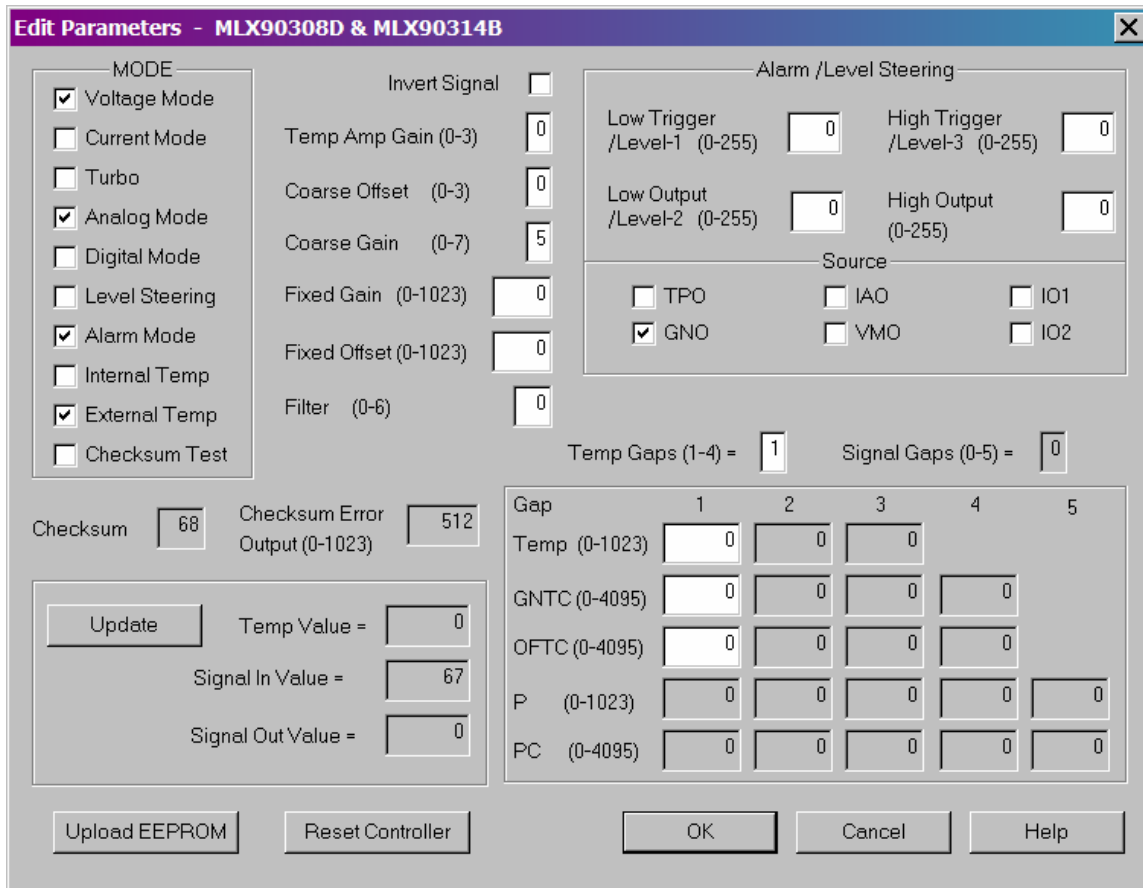 Edit Parameters - MLX90308D & MLX90314B
MODE
Voltage Mode
Current Mode
Turbo
Analog Mode
Digital Mode
Level Steering
Alarm Mode
Internal Temp
External Temp
Checksum Test
Invert Signal
Temp Amp Gain (0-3) 0
Coarse Offset (0-3) 0
Coarse Gain (0-7) 5
Fixed Gain (0-1023) 0
Fixed Offset (0-1023) 0
Filter (0-6) 0
Alarm /Level Steering
Low Trigger
/Level-1 (0-255) 0
High Trigger
/Level-3 (0-255) 0
Low Output
/Level-2 (0-255) 0
High Output
(0-255) 0
Source
TPO IAO IO1
GNO VMO IO2
Temp Gaps (1-4) = 1 Signal Gaps (0-5) = 0
Checksum 68
Checksum Error
Output (0-1023) 512
Gap 1 2 3 4 5
Temp (0-1023) 0 0 0
GNTC (0-4095) 0 0 0 0
OFTC (0-4095) 0 0 0 0
P (0-1023) 0 0 0 0 0
PC (0-4095) 0 0 0 0 0
Update
Temp Value = 0
Signal In Value = 67
Signal Out Value = 0
Upload EEPROM Reset Controller OK Cancel Help